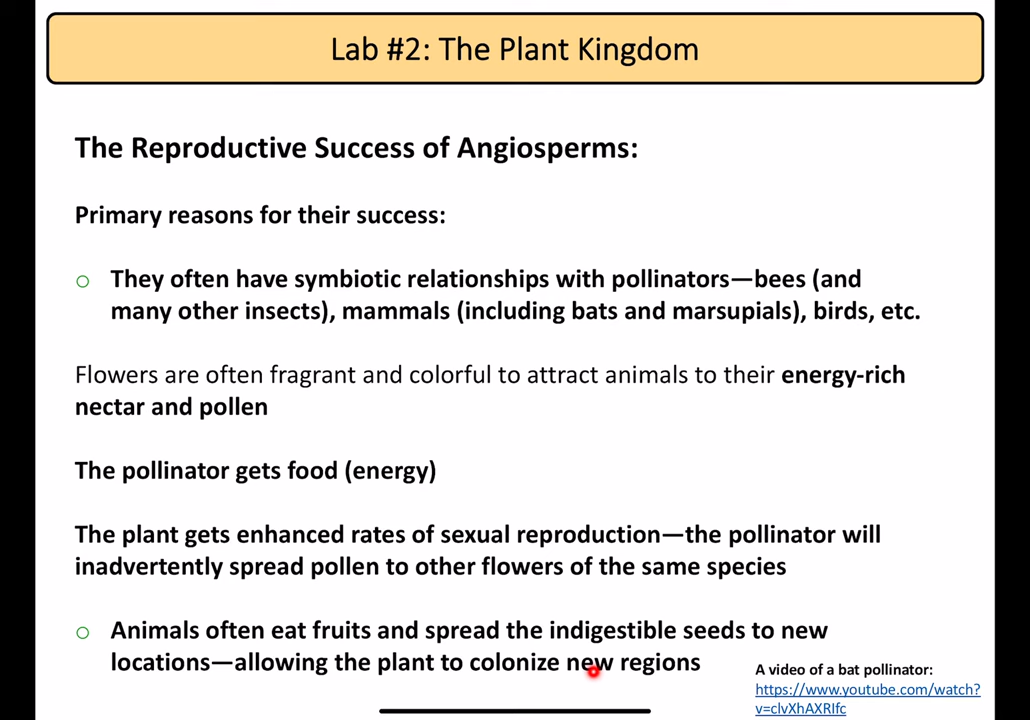 Lab #2: The Plant Kingdom
The Reproductive Success of Angiosperms:
Primary reasons for their success:
They often have symbiotic relationships with pollinators—bees (and
many other insects), mammals (including bats and marsupials), birds, etc.
Flowers are often fragrant and colorful to attract animals to their energy-rich
nectar and pollen
The pollinator gets food (energy)
The plant gets enhanced rates of sexual reproduction—the pollinator will
inadvertently spread pollen to other flowers of the same species
Animals often eat fruits and spread the indigestible seeds to new
locations—allowing the plant to colonize new regions
A video of a bat pollinator:
https://www.youtube.com/watch?
v=clvXhAXRIfc